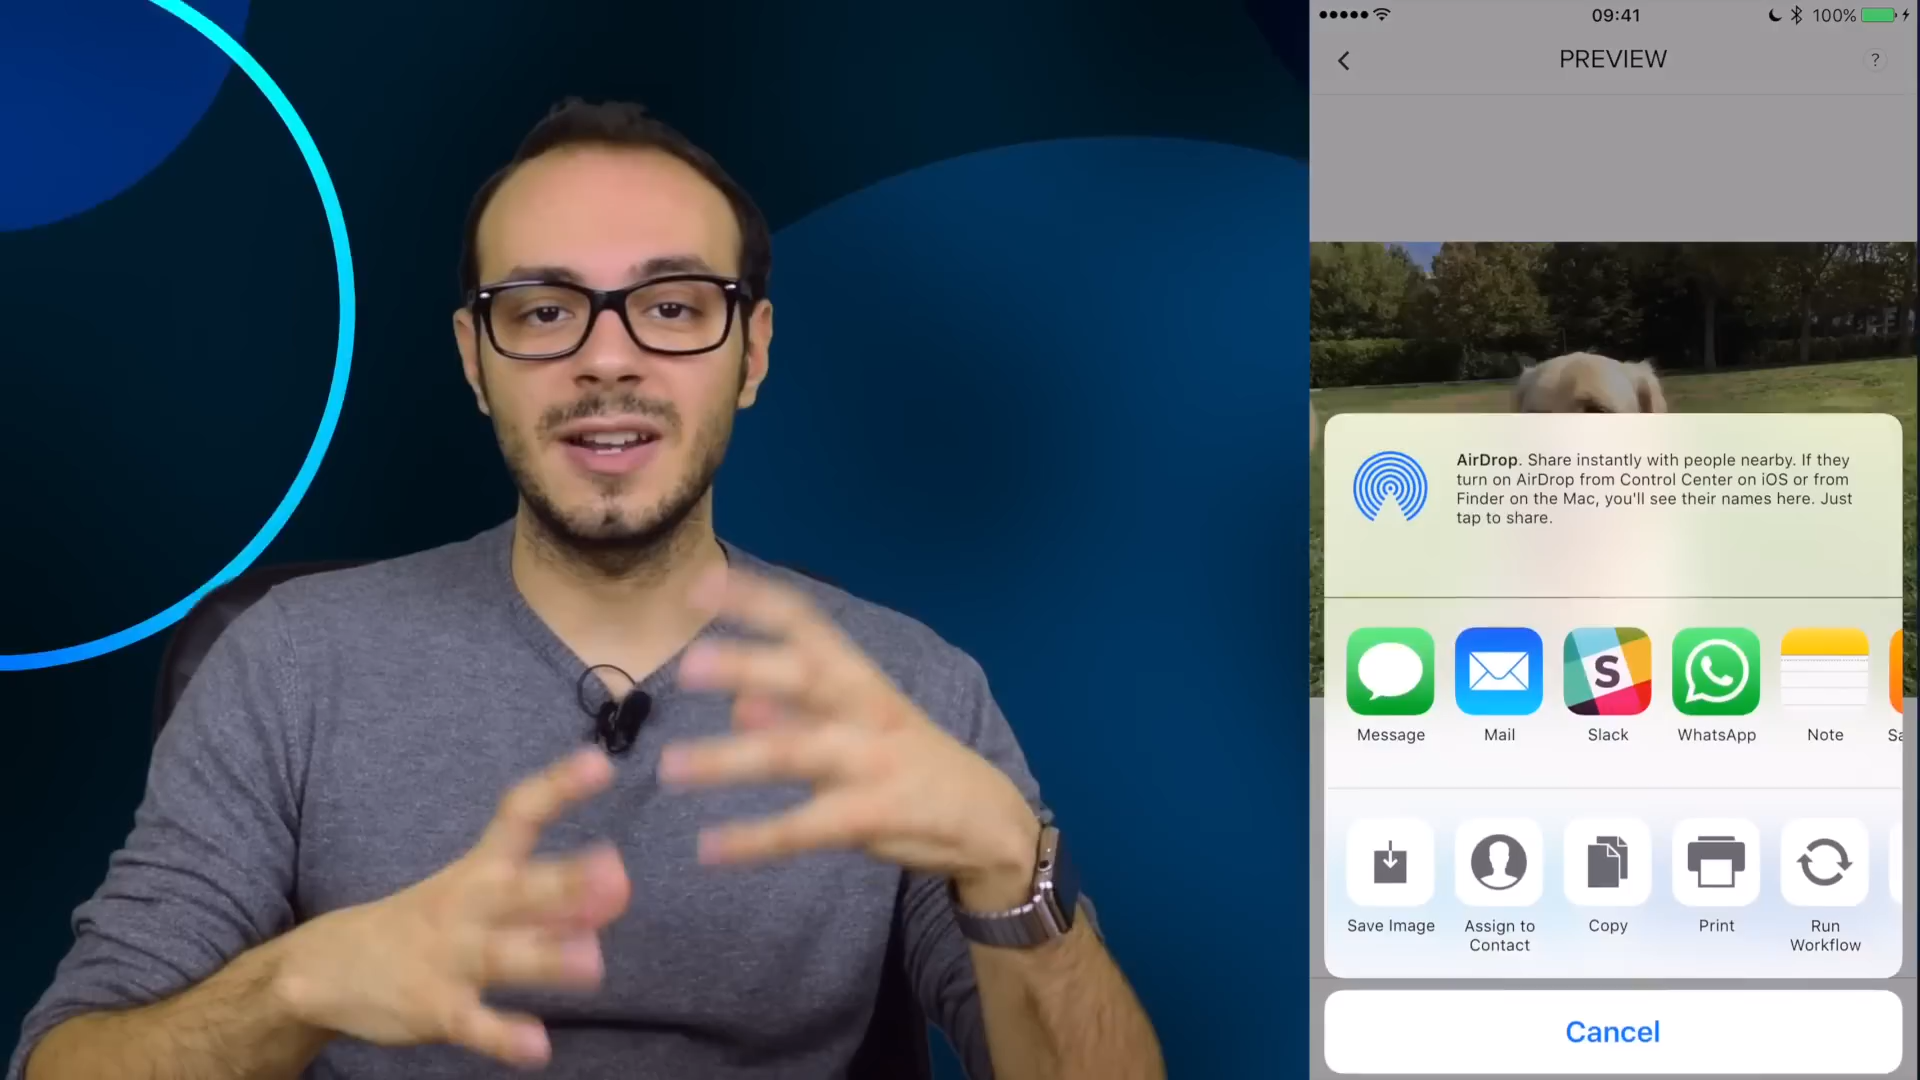 09:41
100%
PREVIEW
?
AirDrop. Share instantly with people nearby. If they
turn on AirDrop from Control Center on iOS or from
Finder on the Mac, you'll see their names here. Just
tap to share.
S
Message
Mail
Slack
WhatsApp
Note
Sa
Save Image
Assign to
Contact
Copy
Print
Run
Workflow
Cancel